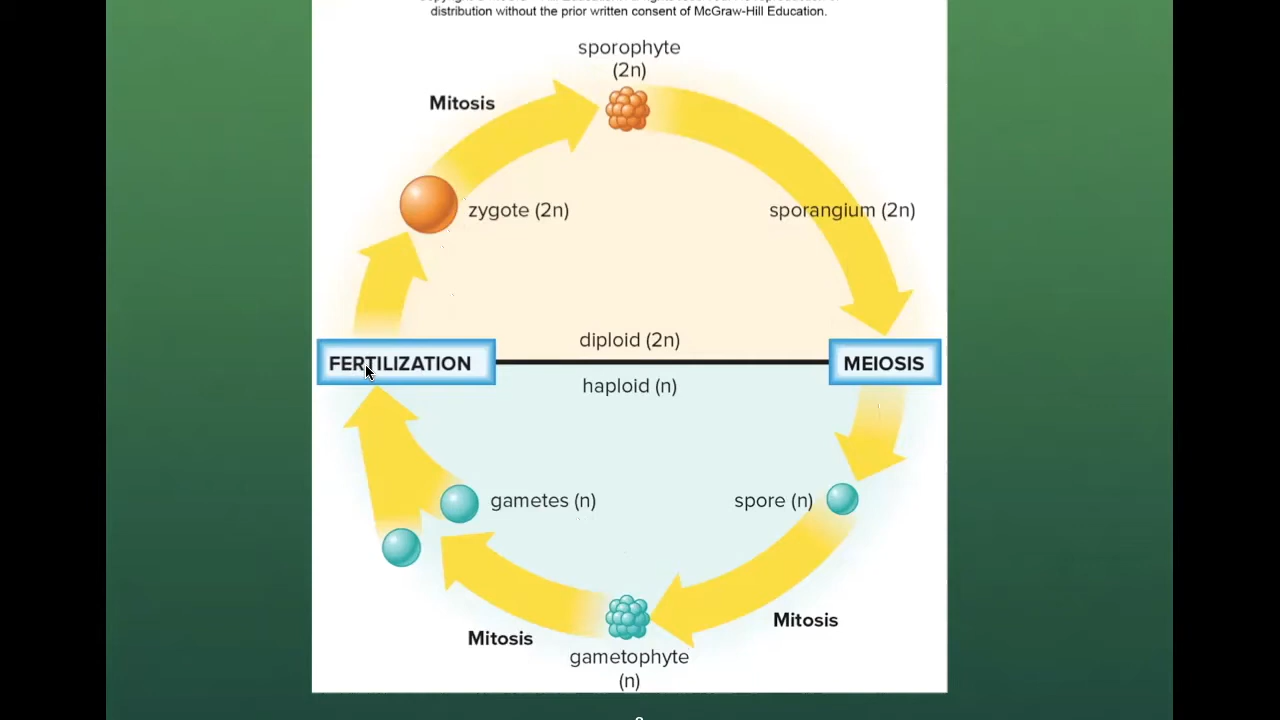 distribution without the prior written consent of McGraw-Hill Education.
sporophyte
(2n)
Mitosis
zygote (2n)
sporangium (2n)
diploid (2n)
FERTILIZATION
MEIOSIS
haploid (n)
gametes (n)
spore (n)
Mitosis
Mitosis
gametophyte
(n)